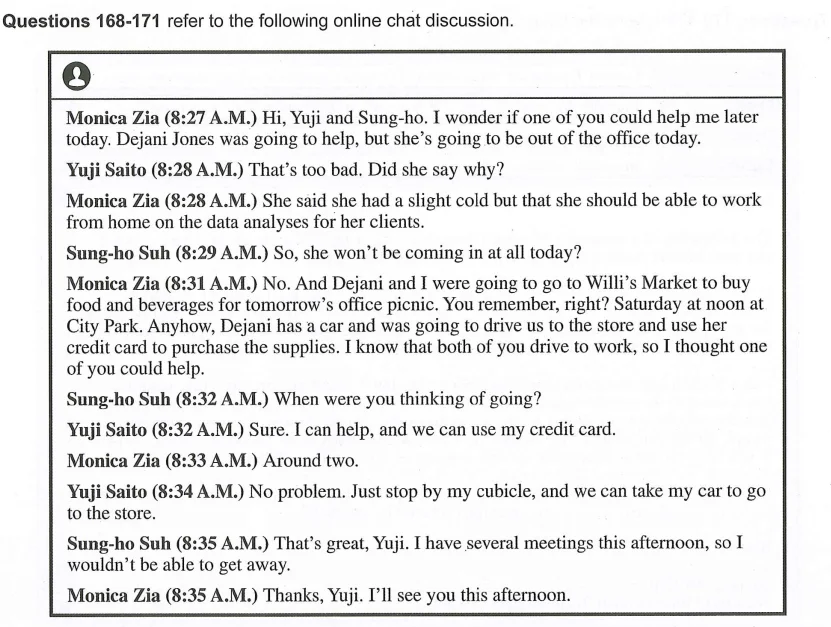 Questions 168-171 refer to the following online chat discussion.
Monica Zia (8:27 A.M.) Hi, Yuji and Sung-ho. I wonder if one of you could help me later
today. Dejani Jones was going to help, but she's going to be out of the office today.
Yuji Saito (8:28 A.M.) That's too bad. Did she say why?
Monica Zia (8:28 A.M.) She said she had a slight cold but that she should be able to work
from home on the data analyses for her clients.
Sung-ho Suh (8:29 A.M.) So, she won't be coming in at all today?
Monica Zia (8:31 A.M.) No. And Dejani and I were going to go to Willi's Market to buy
food and beverages for tomorrow's office picnic. You remember, right? Saturday at noon at
City Park. Anyhow, Dejani has a car and was going to drive us to the store and use her
credit card to purchase the supplies. I know that both of you drive to work, so I thought one
of you could help.
Sung-ho Suh (8:32 A.M.) When were you thinking of going?
Yuji Saito (8:32 A.M.) Sure. I can help, and we can use my credit card.
Monica Zia (8:33 A.M.) Around two.
Yuji Saito (8:34 A.M.) No problem. Just stop by my cubicle, and we can take my car to go
to the store.
Sung-ho Suh (8:35 A.M.) That's great, Yuji. I have several meetings this afternoon, so I
wouldn't be able to get away.
Monica Zia (8:35 A.M.) Thanks, Yuji. I'll see you this afternoon.